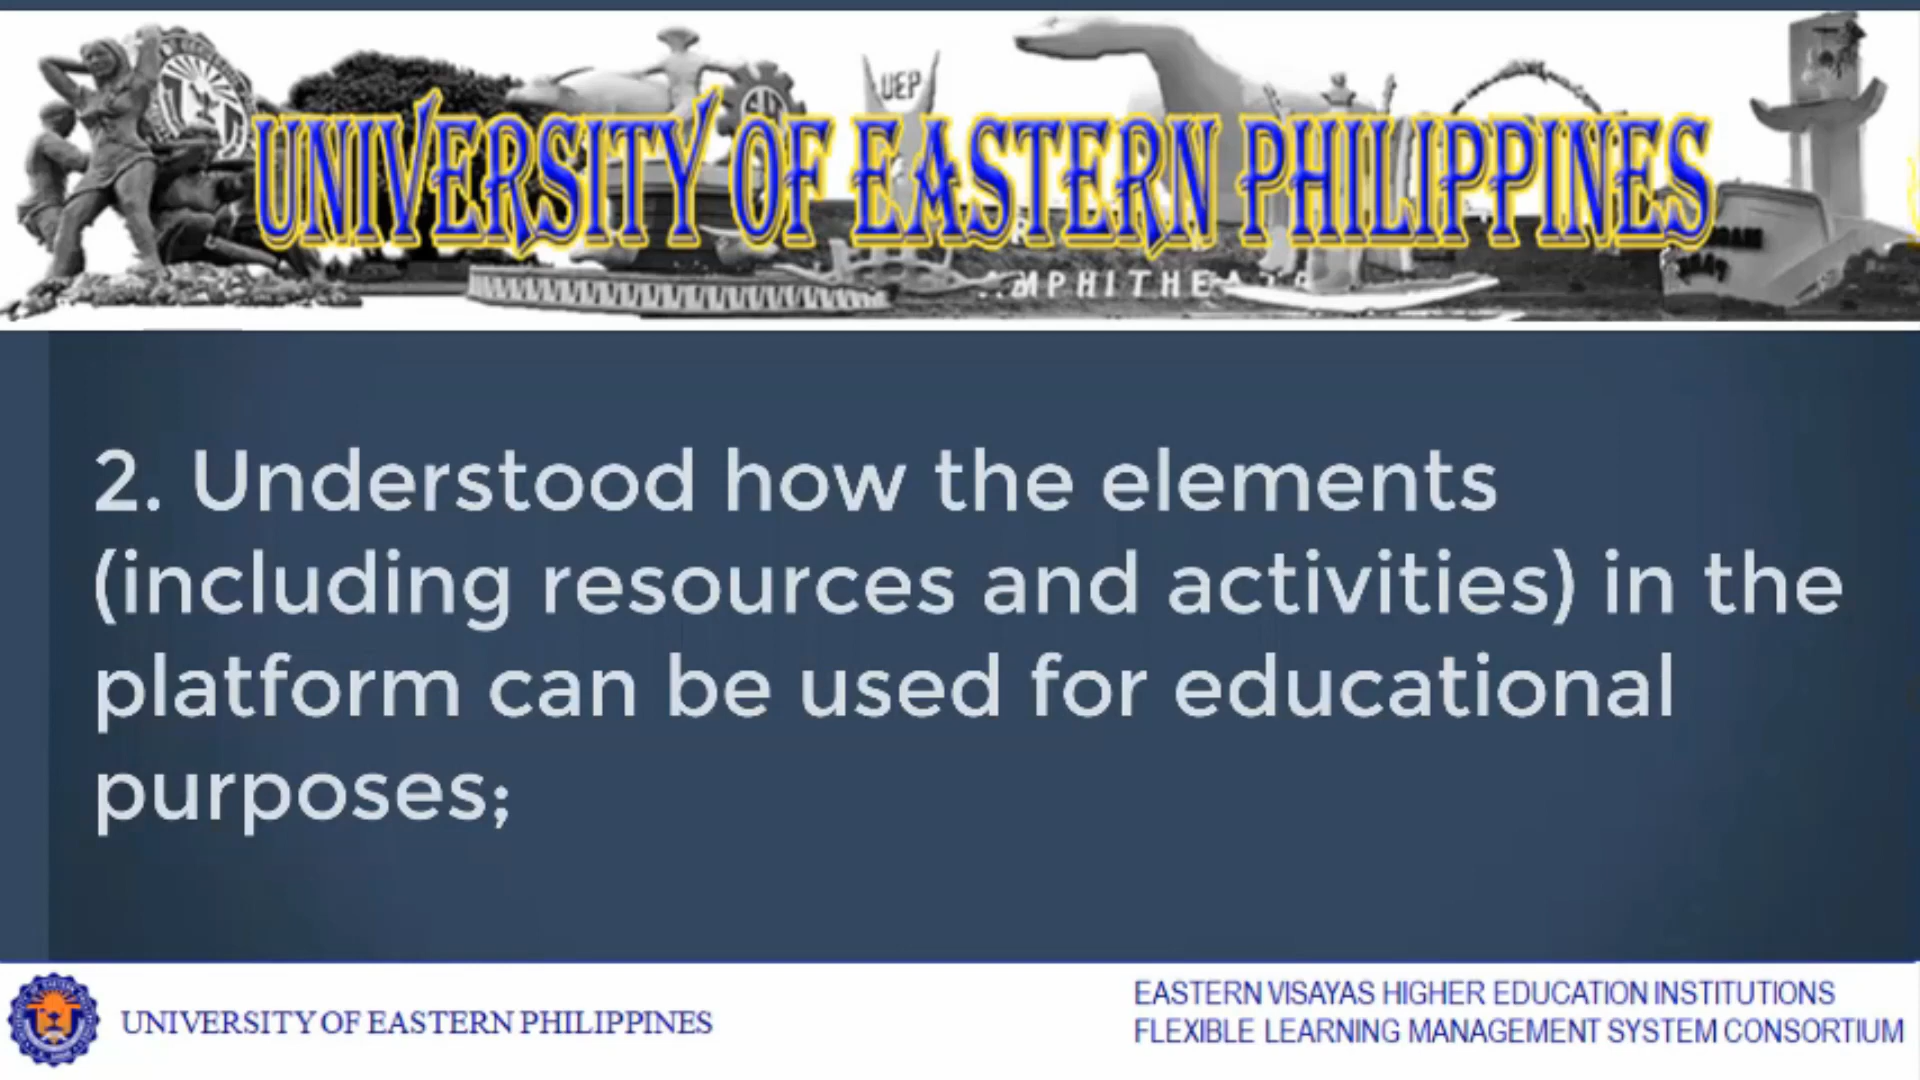 UEP
UNIVERSITY OF EASTERN PHILIPPINES
2. Understood how the elements
(including resources and activities) in the
platform can be used for educational
purposes;
UNIVERSITY OF EASTERN PHILIPPINES
EASTERN VISAYAS HIGHER EDUCATION INSTITUTIONS
FLEXIBLE LEARNING MANAGEMENT SYSTEM CONSORTIUM